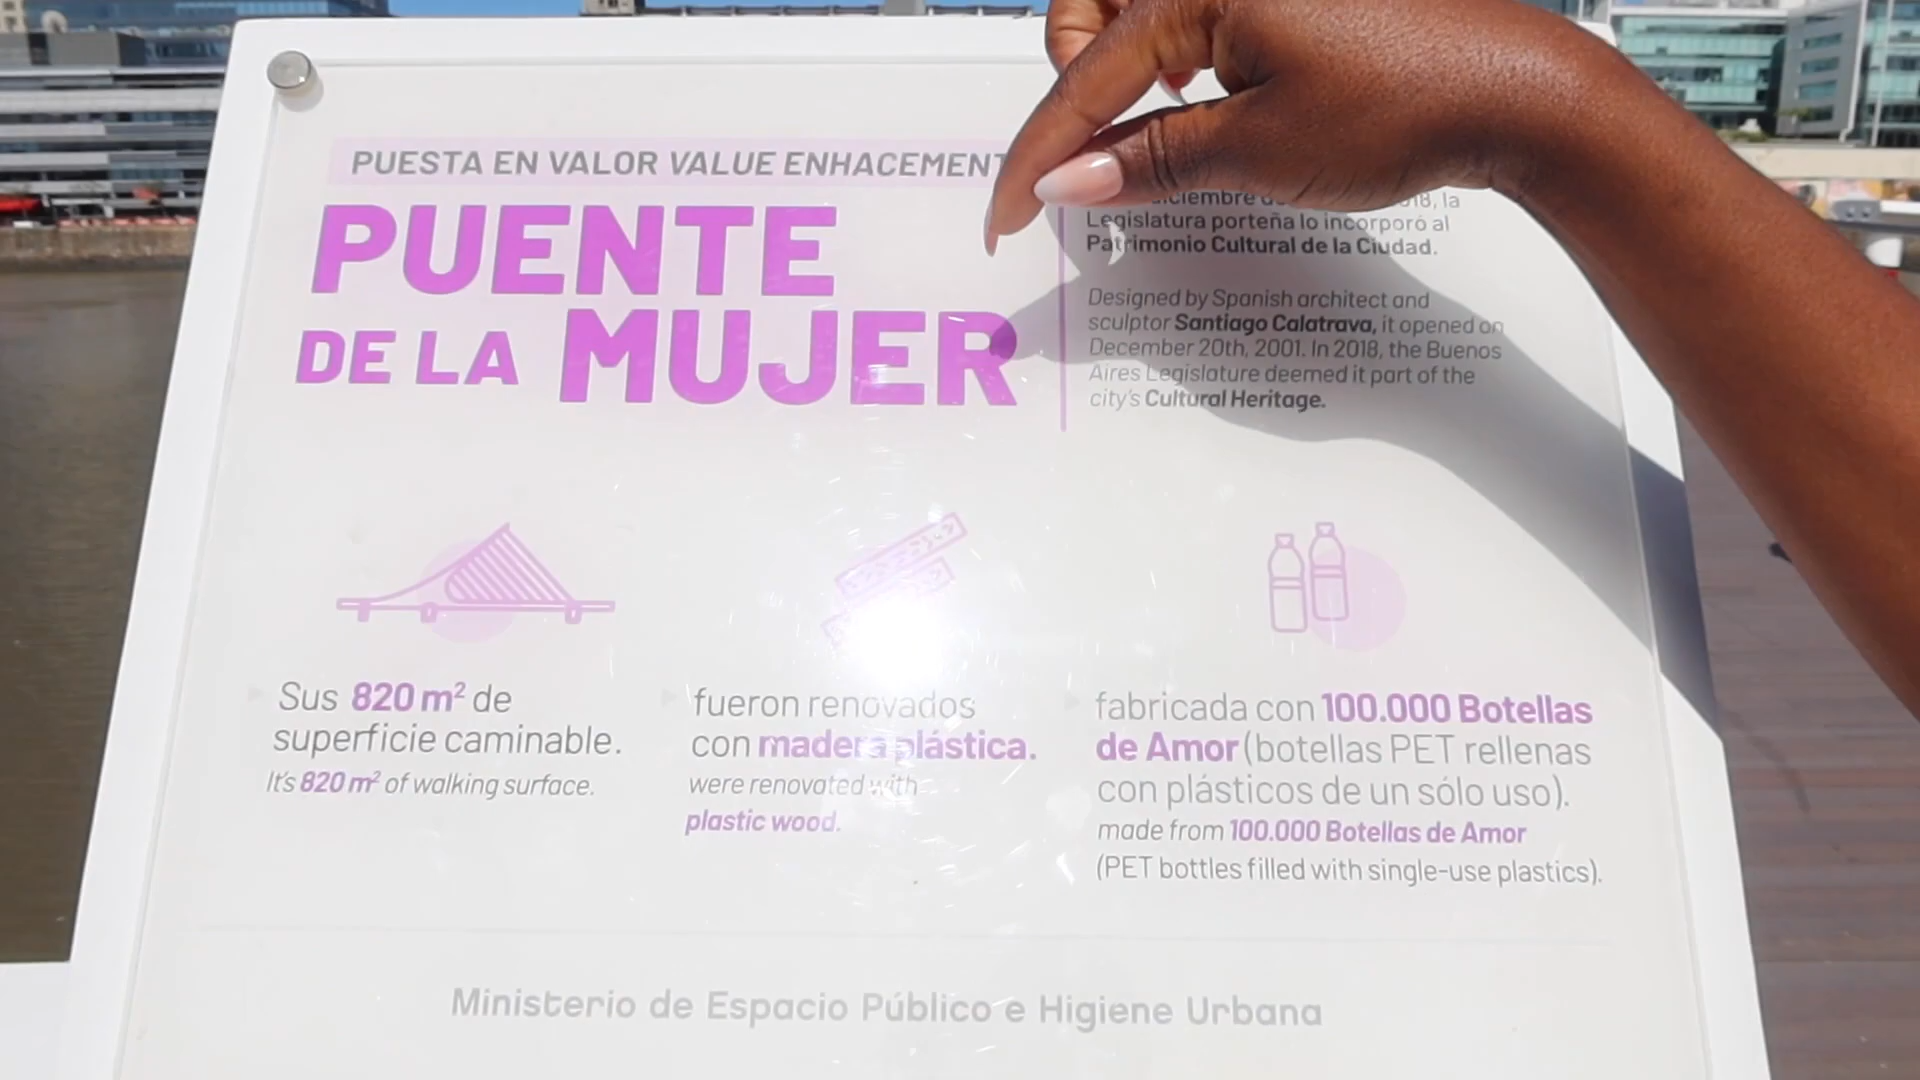 PUESTA EN VALOR VALUE ENHACEMENT
PUENTE
DE LA MUJER
2018, la
Legislatura porteña lo incorporó al
Patrimonio Cultural de la Ciudad.
Designed by Spanish architect and
sculptor Santiago Calatrava, it opened on
December 20th, 2001. In 2018, the Buenos
Aires Legislature deemed it part of the
city's Cultural Heritage.
Sus 820 m² de
superficie caminable.
It's 820 m² of walking surface.
fueron renovados
con madera plástica.
were renovated with
plastic wood.
fabricada con 100.000 Botellas
de Amor (botellas PET rellenas
con plásticos de un sólo uso).
made from 100.000 Botellas de Amor
(PET bottles filled with single-use plastics).
Ministerio de Espacio Público e Higiene Urbana